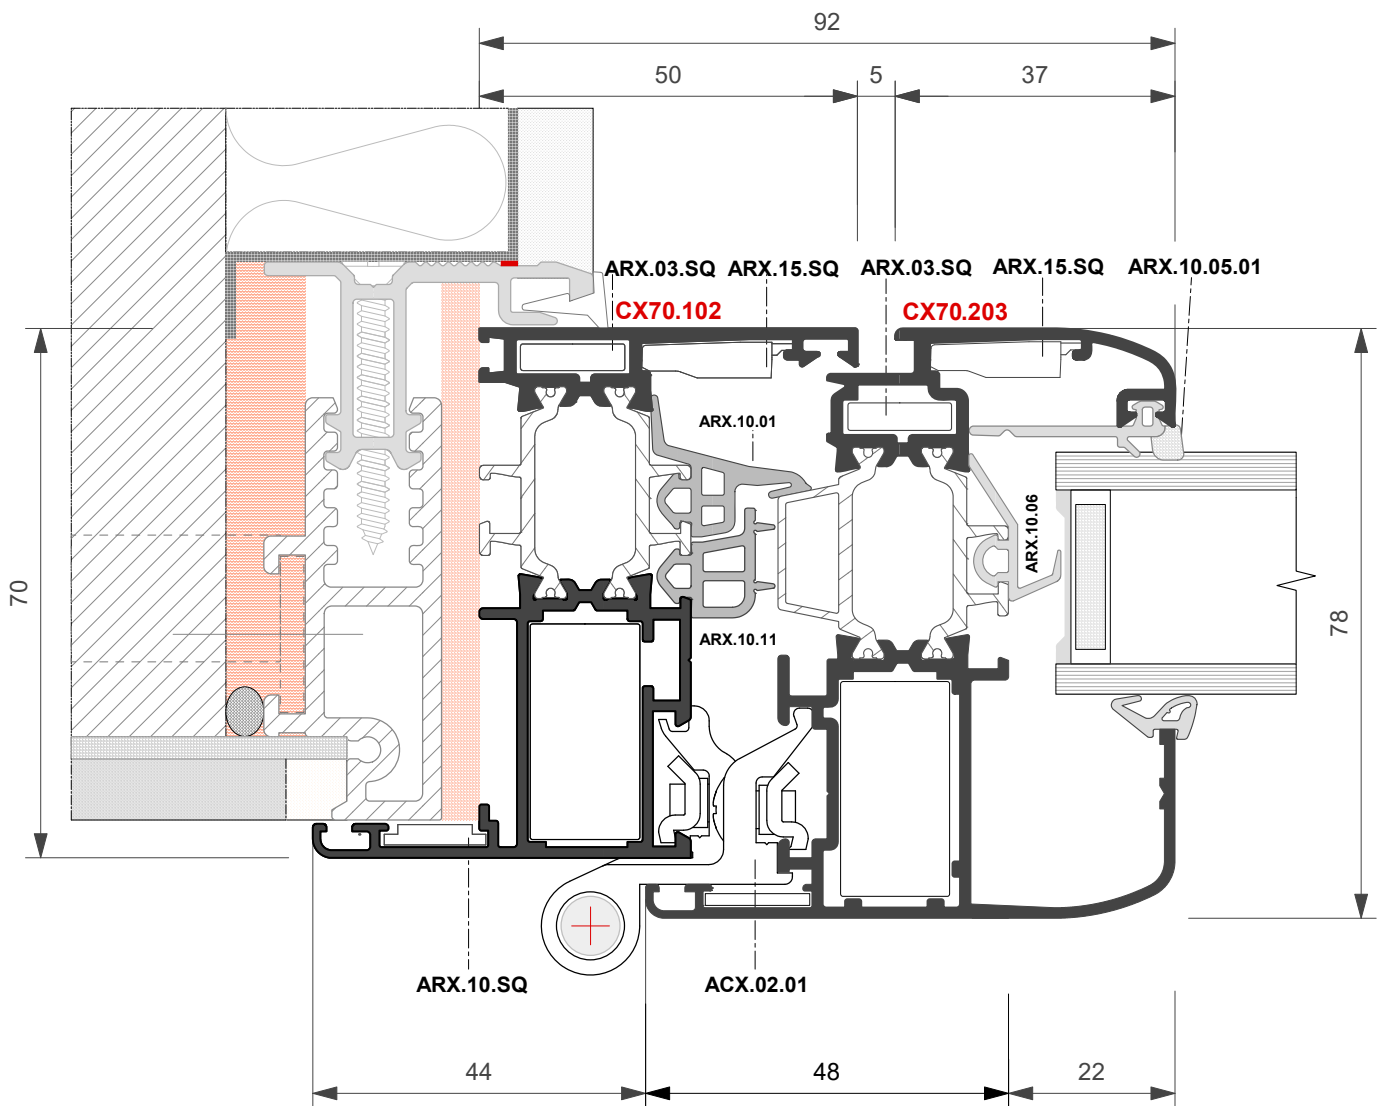 92
50 5 37
ARX.03.SQ ARX.15.SQ ARX.03.SQ ARX.15.SQ ARX.10.05.01
CX70.102 CX70.203
ARX.10.01
ARX.10.06
70
78
ARX.10.11
ARX.10.SQ ACX.02.01
44 48 22